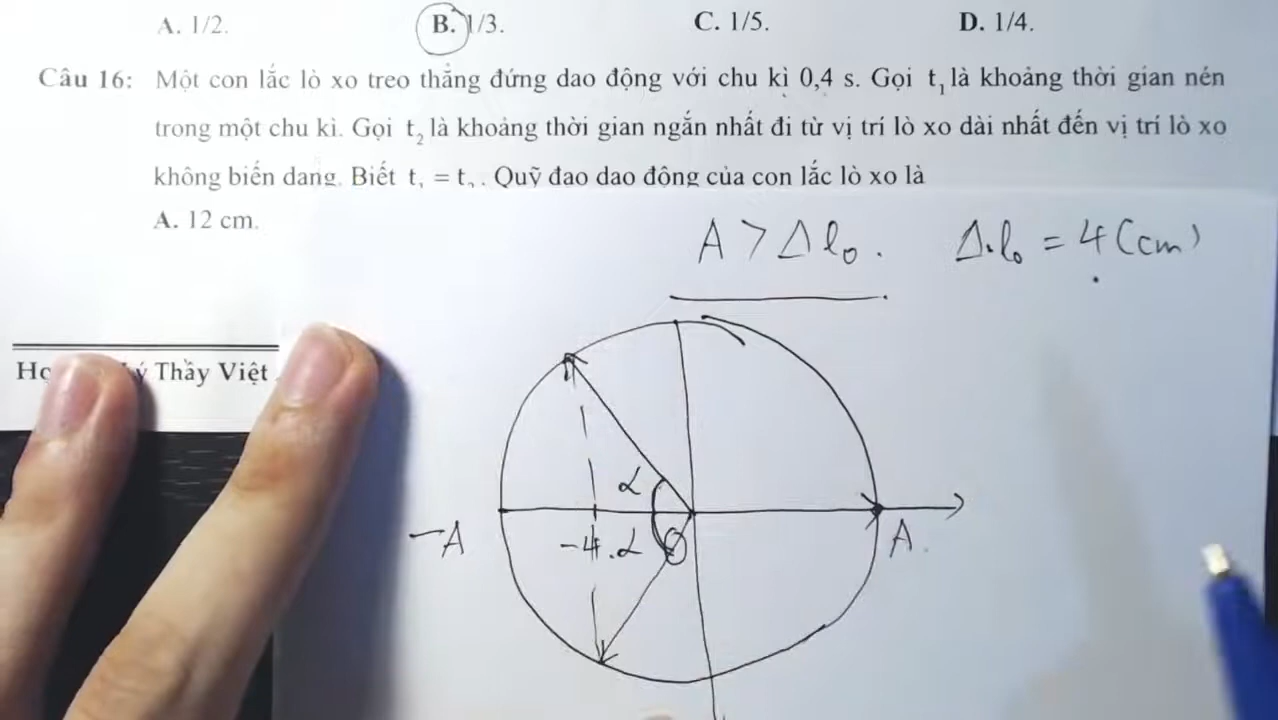 A. 1/2. B. 1/3. C. 1/5. D. 1/4.
Câu 16: Một con lắc lò xo treo thẳng đứng dao động với chu kì 0,4 s. Gọi t₁ là khoảng thời gian nén
trong một chu kì. Gọi t₂ là khoảng thời gian ngắn nhất đi từ vị trí lò xo dài nhất đến vị trí lò xo
không biến dạng. Biết t₁ = t₂. Quỹ đạo dao động của con lắc lò xo là
A. 12 cm.
A > Δl₀. Δl₀ = 4 (cm)
Thầy Việt
α
-A -4 α A